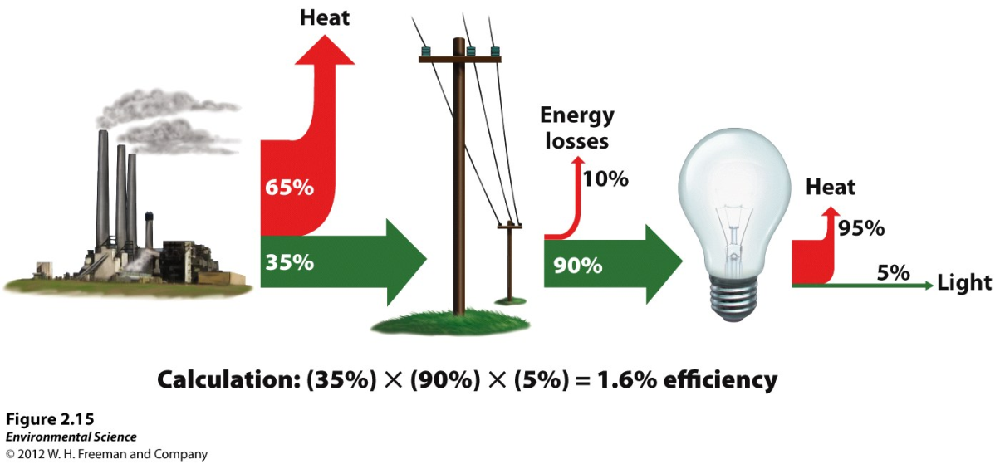 Heat
65%
35%
Energy
losses
10%
90%
Heat
95%
5%
Light
Calculation: (35%) × (90%) × (5%) = 1.6% efficiency
Figure 2.15
Environmental Science
© 2012 W. H. Freeman and Company